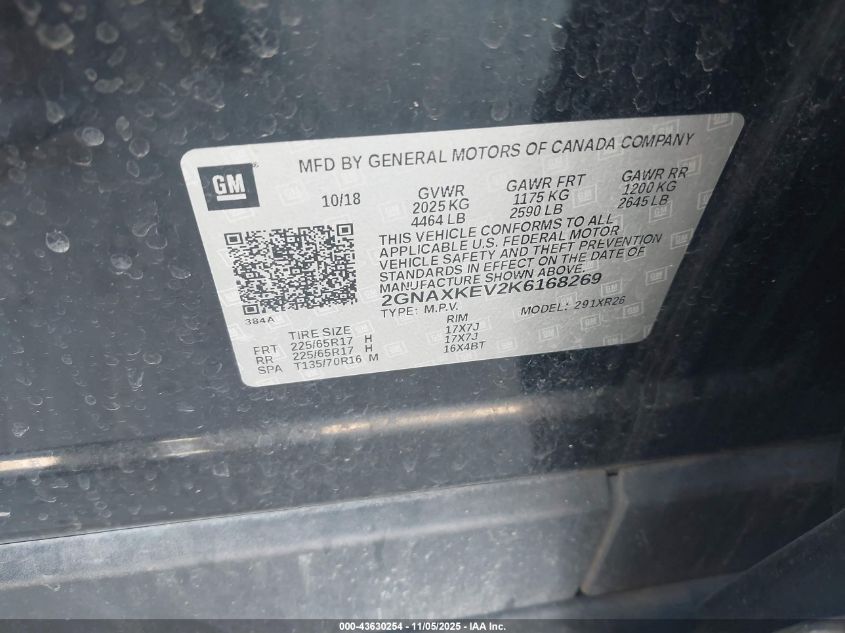 GM
MFD BY GENERAL MOTORS OF CANADA COMPANY
10/18
GVWR
2025 KG
4464 LB
GAWR FRT
1175 KG
2590 LB
GAWR RR
1200 KG
2645 LB
THIS VEHICLE CONFORMS TO ALL
APPLICABLE U.S. FEDERAL MOTOR
VEHICLE SAFETY AND THEFT PREVENTION
STANDARDS IN EFFECT ON THE DATE OF
MANUFACTURE SHOWN ABOVE.
2GNAXKEV2K6168269
TYPE: M.P.V. MODEL: 291XR26
384A
TIRE SIZE RIM
FRT 225/65R17 H 17X7J
RR 225/65R17 H 17X7J
SPA T135/70R16 M 16X4BT
000-43630254 - 11/05/2025 - IAA Inc.